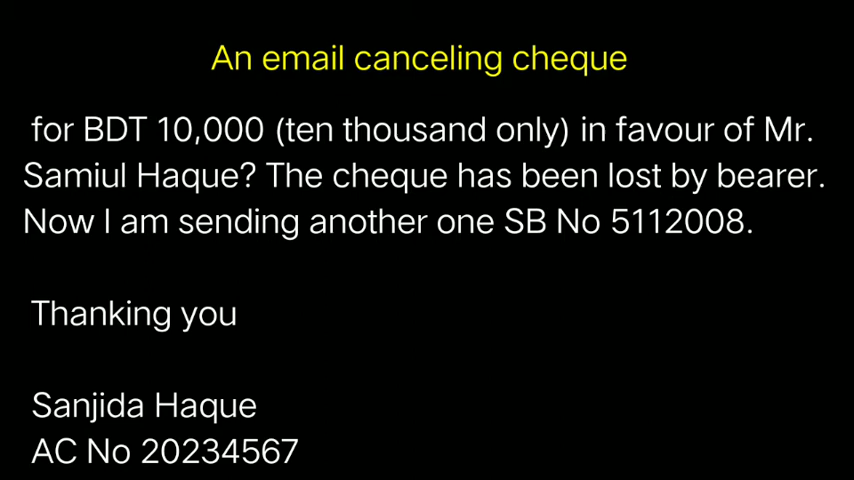 An email canceling cheque
for BDT 10,000 (ten thousand only) in favour of Mr.
Samiul Haque? The cheque has been lost by bearer.
Now I am sending another one SB No 5112008.
Thanking you
Sanjida Haque
AC No 20234567